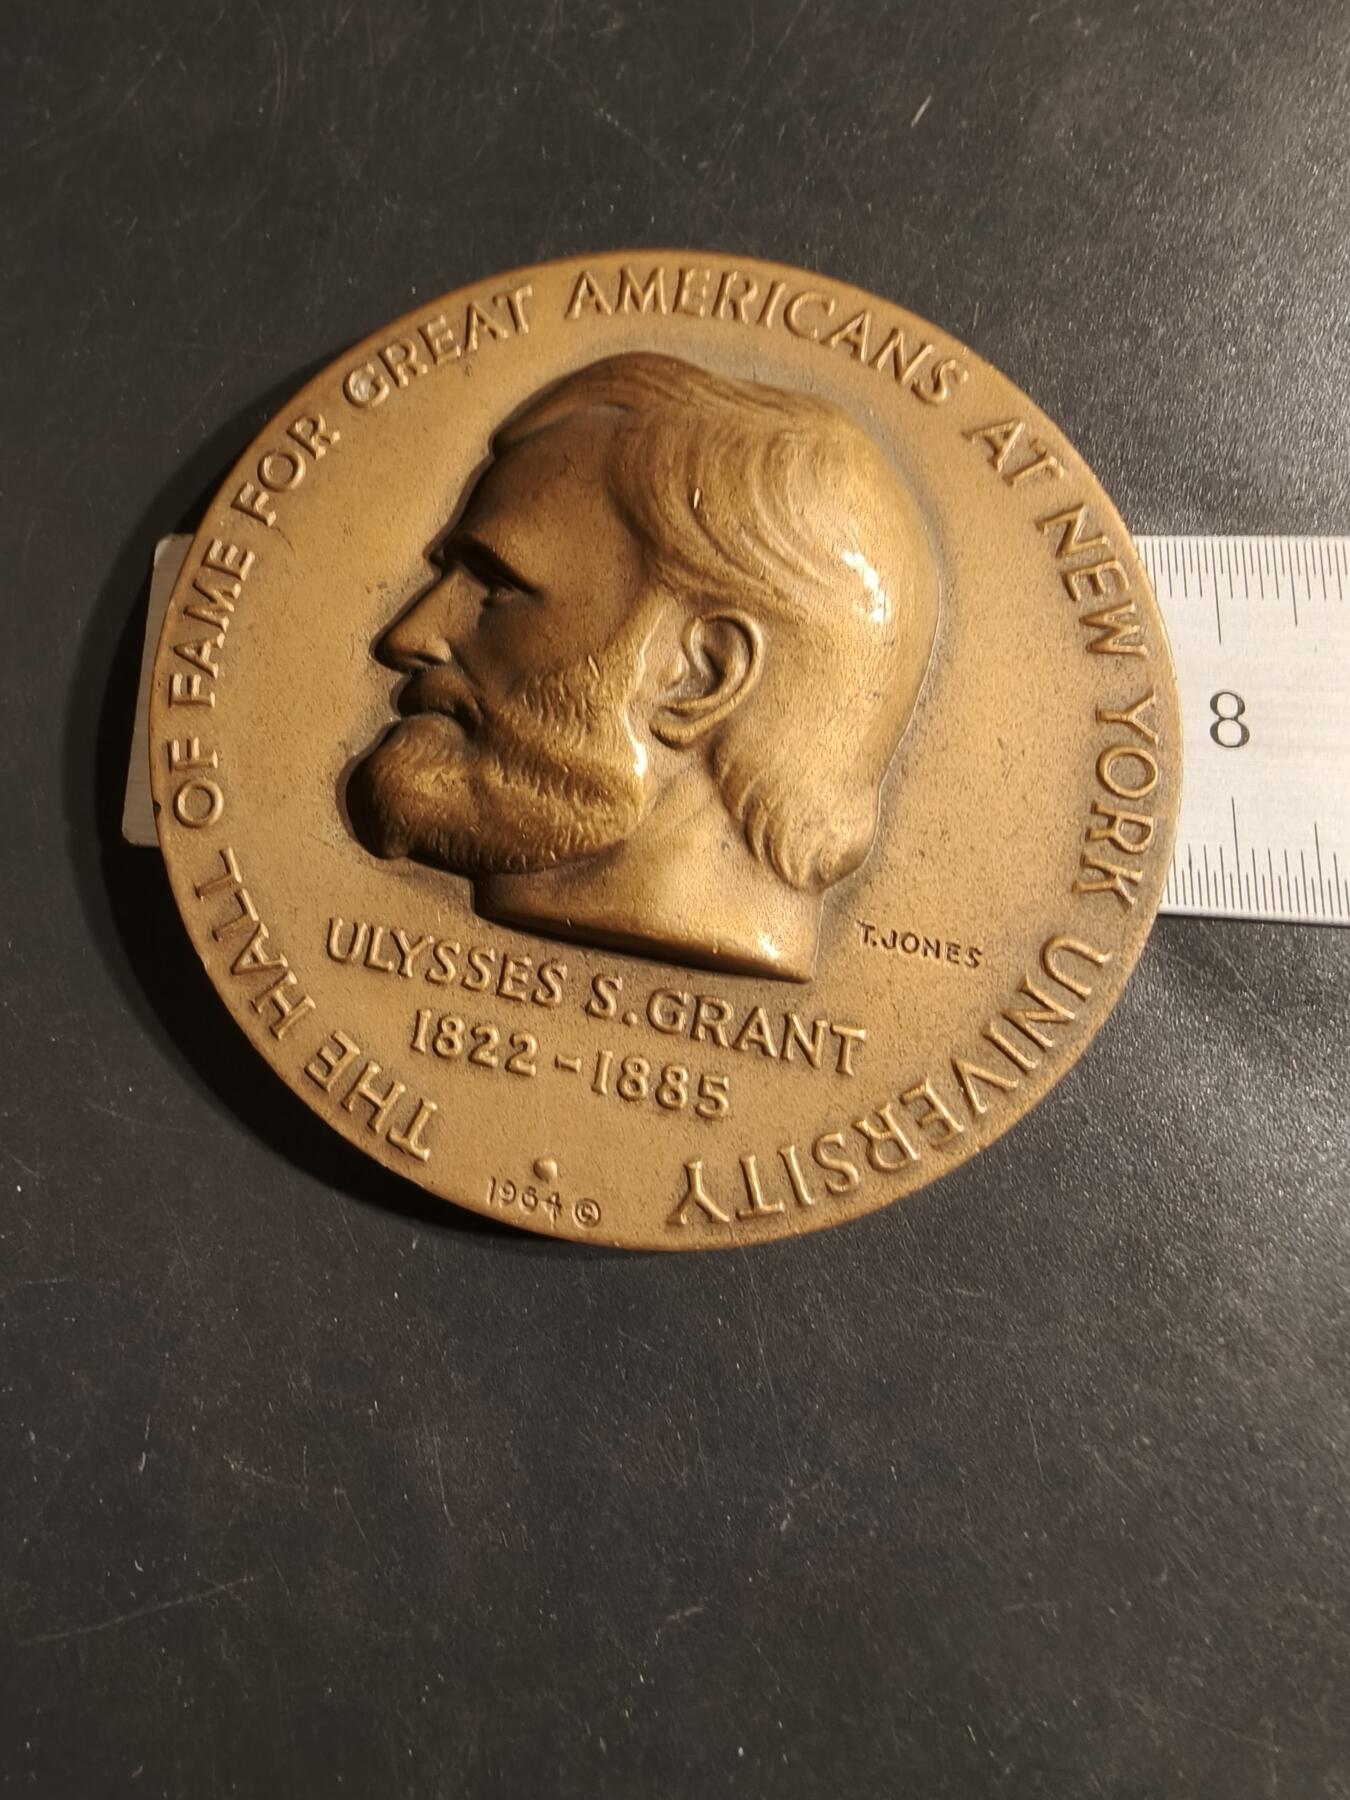 THE HALL OF FAME FOR GREAT AMERICANS AT NEW YORK UNIVERSITY
T.JONES
ULYSSES S.GRANT
1822-1885
1964 ©
8